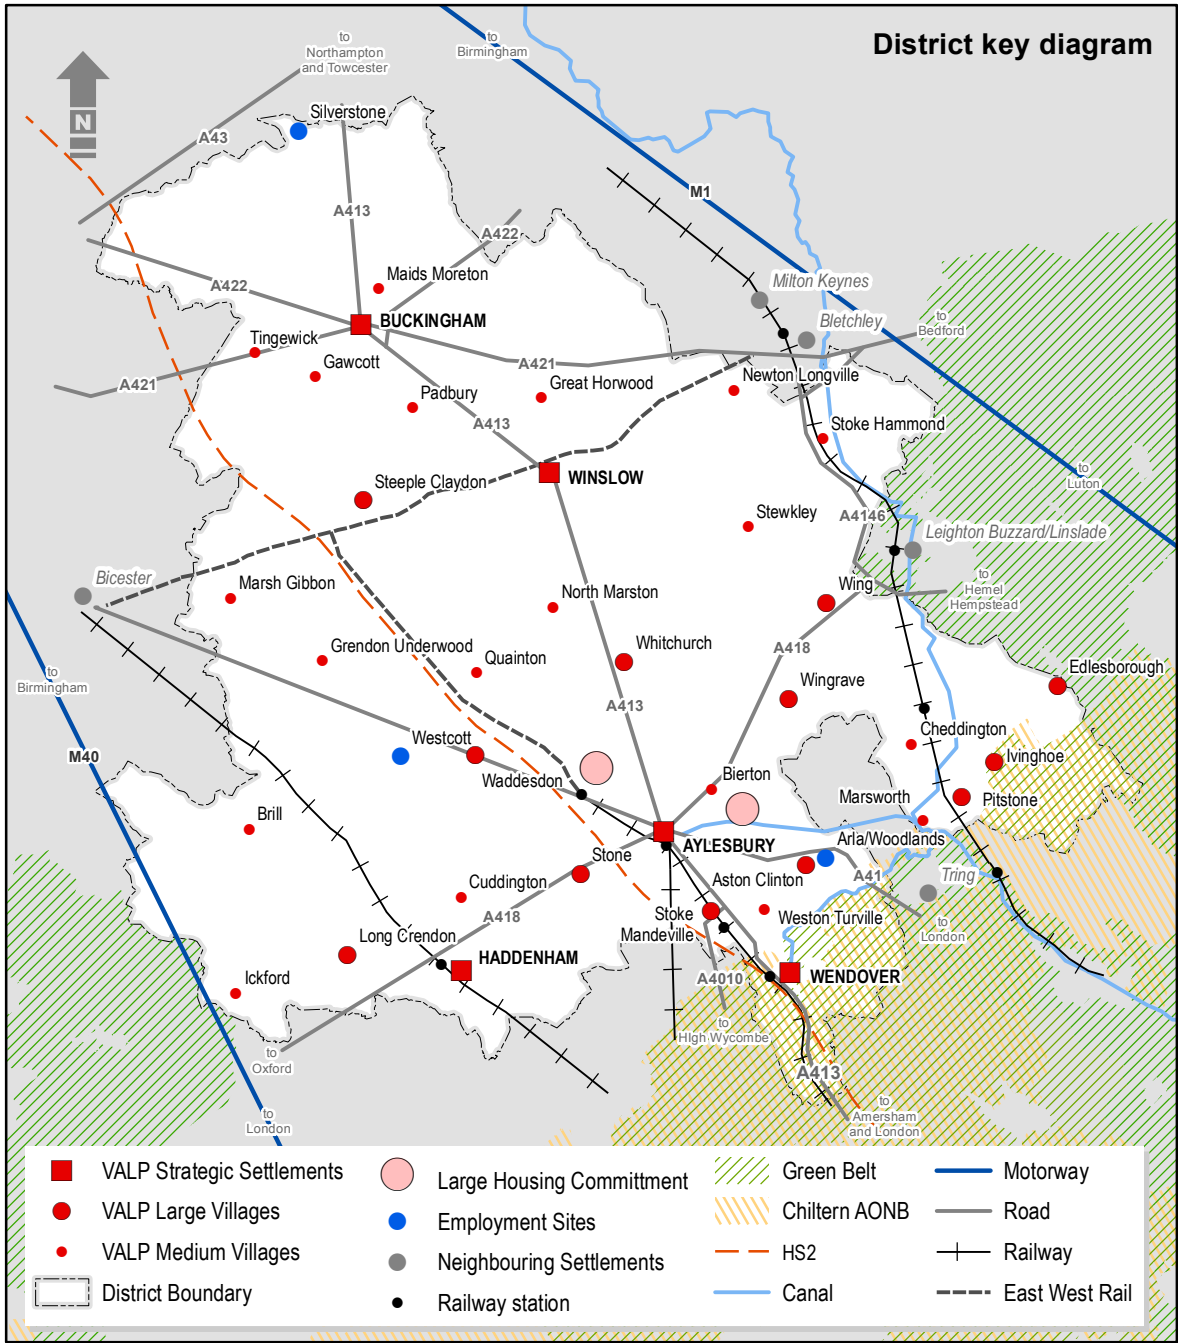 District key diagram
to
Northampton
and Towcester
to
Birmingham
N
Silverstone
A43
M1
A413
A422
A422
Maids Moreton
Milton Keynes
BUCKINGHAM
Bletchley
to
Bedford
Tingewick
Gawcott
A421
A421
Padbury
Great Horwood
Newton Longville
A413
Stoke Hammond
WINSLOW
to
Luton
Steeple Claydon
Stewkley
A4146
Leighton Buzzard/Linslade
Bicester
Marsh Gibbon
North Marston
Wing
to
Hemel
Hempstead
Grendon Underwood
Quainton
Whitchurch
A418
Edlesborough
to
Birmingham
Wingrave
A413
Westcott
Cheddington
M40
Waddesdon
Bierton
Ivinghoe
Marsworth
Pitstone
Brill
AYLESBURY
Arla/Woodlands
Stone
Aston Clinton
A41
Tring
Cuddington
A418
Stoke
Mandeville
Weston Turville
to
London
Long Crendon
HADDENHAM
WENDOVER
Ickford
A4010
to
HIgh Wycombe
to
Oxford
A413
to
London
to
Amersham
and London
VALP Strategic Settlements
VALP Large Villages
VALP Medium Villages
District Boundary
Large Housing Committment
Employment Sites
Neighbouring Settlements
Railway station
Green Belt
Chiltern AONB
HS2
Canal
Motorway
Road
Railway
East West Rail